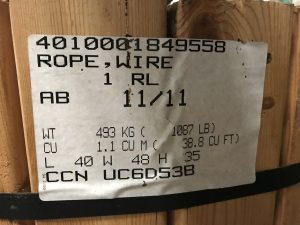 4010001849558
ROPE, WIRE
1 RL
AB 11/11
WT 493 KG ( 1087 LB)
CU 1.1 CU M ( 38.8 CU FT)
L 40 W 48 H 35
CCN UC6D53B